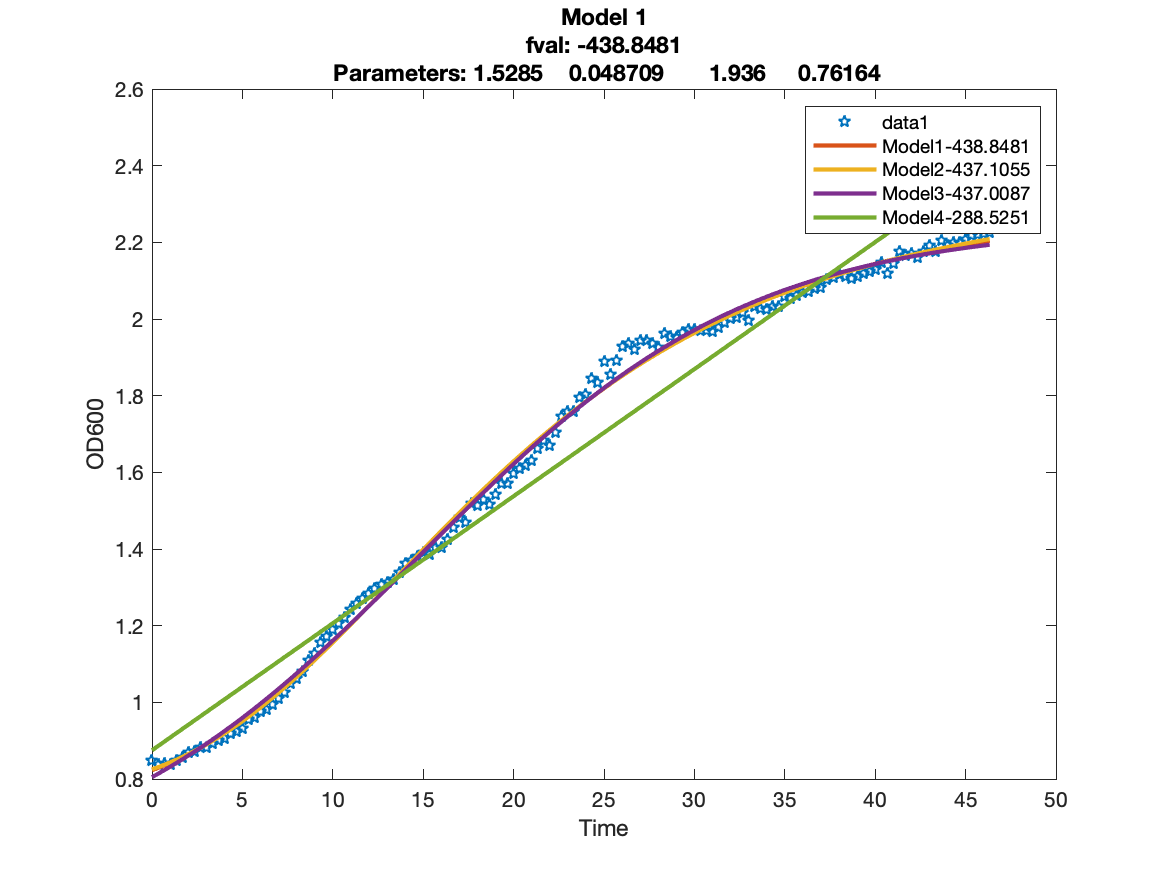 Model 1
fval: -438.8481
Parameters: 1.5285 0.048709 1.936 0.76164
data1
Model1-438.8481
Model2-437.1055
Model3-437.0087
Model4-288.5251
2.6
2.4
2.2
2
1.8
1.6
1.4
1.2
1
0.8
OD600
0 5 10 15 20 25 30 35 40 45 50
Time